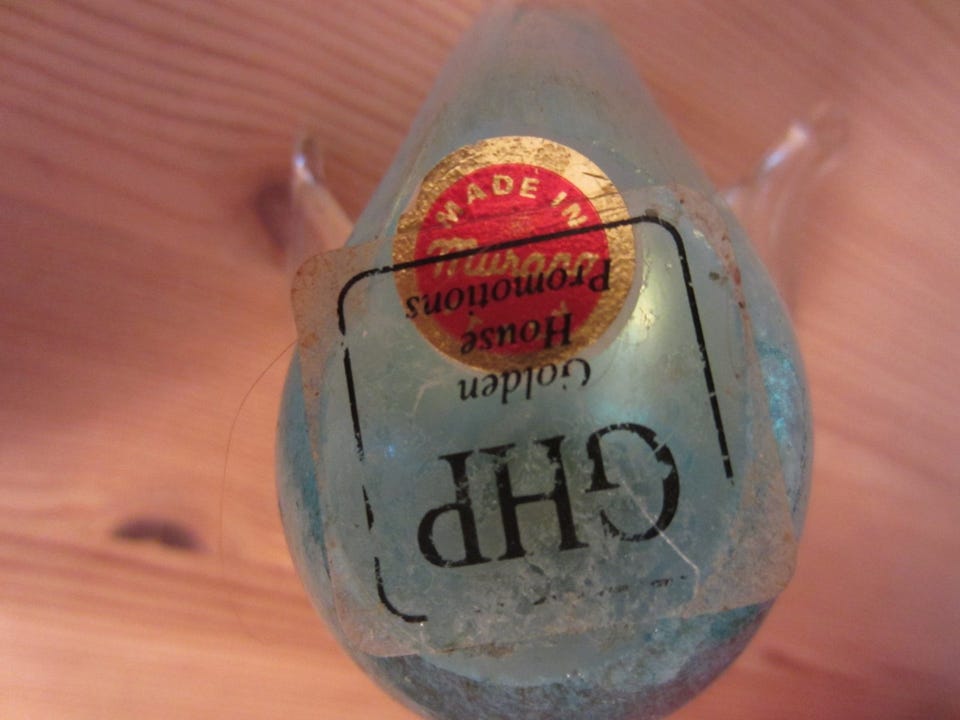 MADE IN
Murano
GHP
Golden
House
Promotions